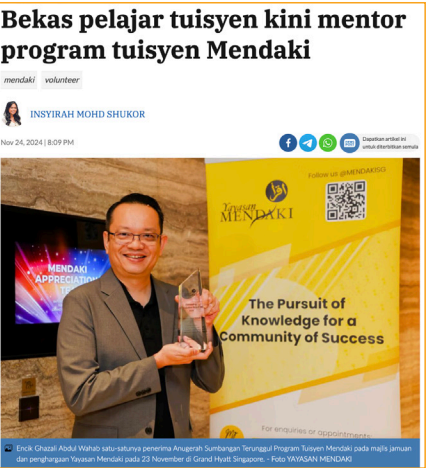 Bekas pelajar tuisyen kini mentor
program tuisyen Mendaki
mendaki volunteer
INSYIRAH MOHD SHUKOR
Nov 24, 2024 | 8:09 PM
Dapatkan artikel ini
untuk diterbitkan semula
Follow us @MENDAKISG
Yayasan
MENDAKI
MENDAKI
APPRECIATION
The Pursuit of
Knowledge for a
Community of Success
For enquiries or appointments
Encik Ghazali Abdul Wahab satu-satunya penerima Anugerah Sumbangan Terunggul Program Tuisyen Mendaki pada majlis jamuan
dan penghargaan Yayasan Mendaki pada 23 November di Grand Hyatt Singapore. - Foto YAYASAN MENDAKI